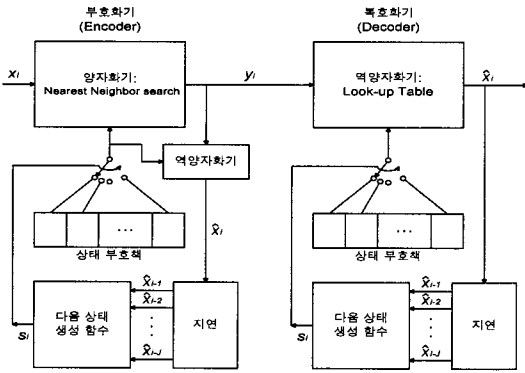 부호화기
(Encoder)
복호화기
(Decoder)
xᵢ
양자화기:
Nearest Neighbor search
yᵢ
역양자화기:
Look-up Table
x̂ᵢ
역양자화기
x̂ᵢ
...
상태 부호책
...
상태 부호책
sᵢ
다음 상태
생성 함수
x̂ᵢ₋₁
x̂ᵢ₋₂
x̂ᵢ₋J
지연
sᵢ
다음 상태
생성 함수
x̂ᵢ₋₁
x̂ᵢ₋₂
x̂ᵢ₋J
지연